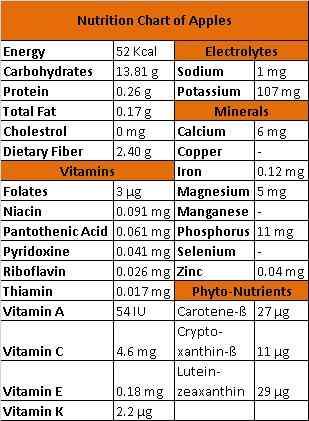 Nutrition Chart of Apples
Energy 52 Kcal Electrolytes
Carbohydrates 13.81 g Sodium 1 mg
Protein 0.26 g Potassium 107 mg
Total Fat 0.17 g Minerals
Cholestrol 0 mg Calcium 6 mg
Dietary Fiber 2.40 g Copper -
Vitamins Iron 0.12 mg
Folates 3 µg Magnesium 5 mg
Niacin 0.091 mg Manganese -
Pantothenic Acid 0.061 mg Phosphorus 11 mg
Pyridoxine 0.041 mg Selenium -
Riboflavin 0.026 mg Zinc 0.04 mg
Thiamin 0.017 mg Phyto-Nutrients
Vitamin A 54 IU Carotene-ß 27 µg
Crypto-
Vitamin C 4.6 mg xanthin-ß 11 µg
Lutein-
Vitamin E 0.18 mg zeaxanthin 29 µg
Vitamin K 2.2 µg